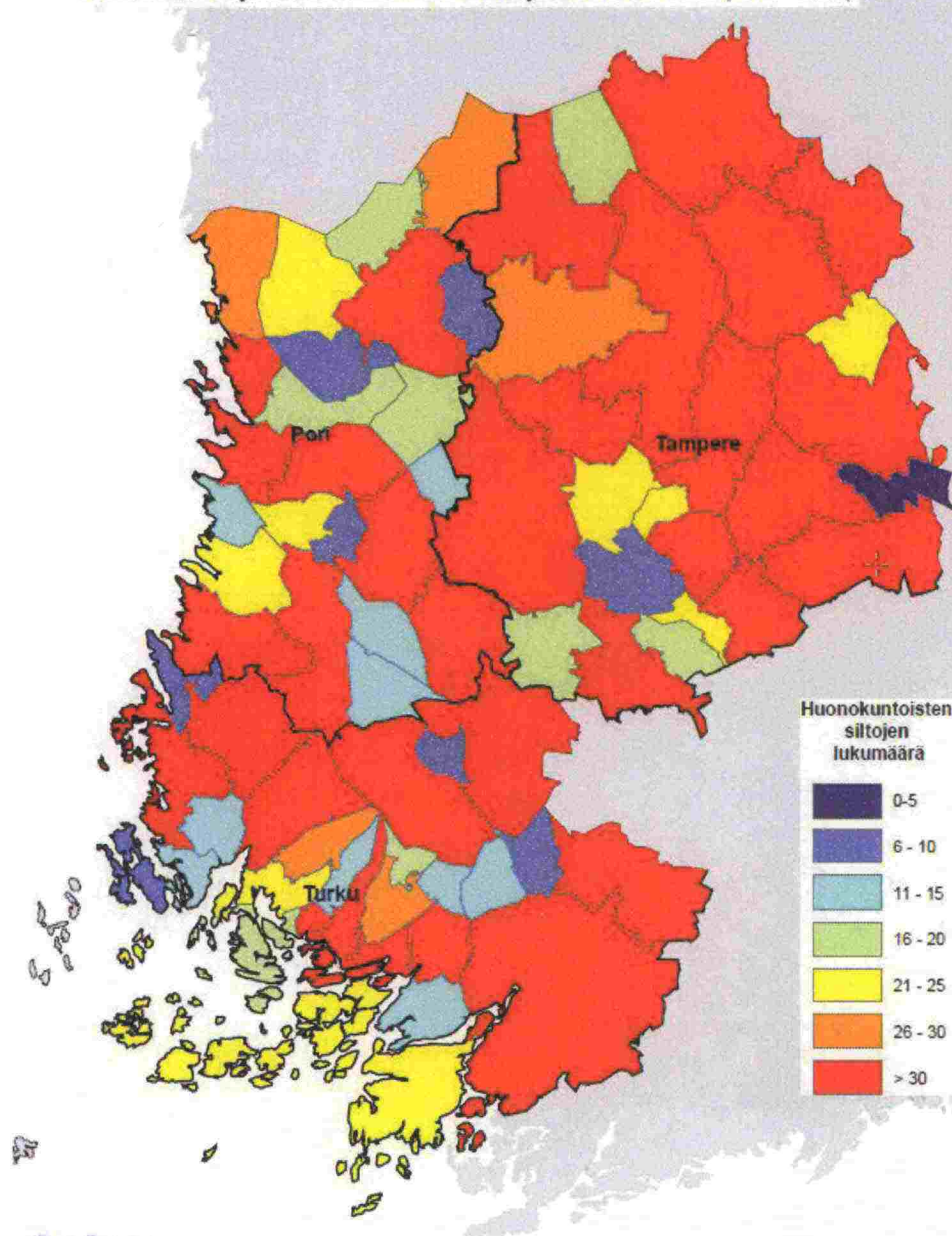 Pori
Tampere
Turku
Huonokuntoisten
siltojen
lukumäärä
0-5
6 - 10
11 - 15
16 - 20
21 - 25
26 - 30
> 30